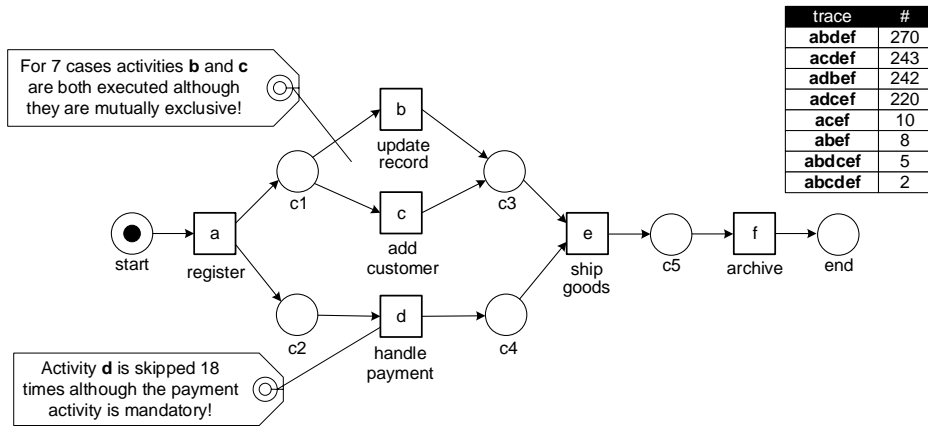 trace #
abdef 270
acdef 243
adbef 242
adcef 220
acef 10
abef 8
abdcef 5
abcdef 2
For 7 cases activities b and c
are both executed although
they are mutually exclusive!
b
update
record
c1
c3
c
add
customer
start
a
register
e
ship
goods
c5
f
archive
end
c2
d
handle
payment
c4
Activity d is skipped 18
times although the payment
activity is mandatory!